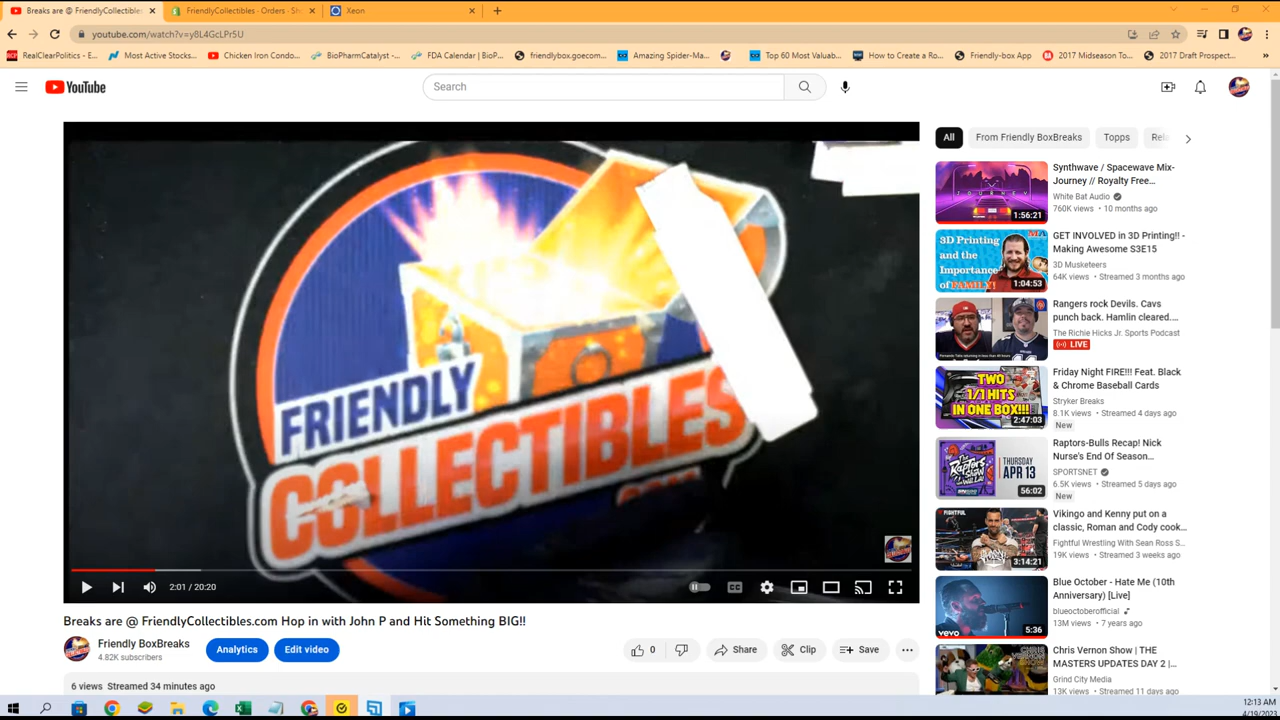 Breaks are @ FriendlyCollectibles
FriendlyCollectibles · Orders · Sh
Xeon
youtube.com/watch?v=y8L4GcLPr5U
RealClearPolitics - E...
Most Active Stocks...
Chicken Iron Condo...
BioPharmCatalyst -...
FDA Calendar | BioP...
friendlybox.goecom...
Amazing Spider-Ma...
Top 60 Most Valuab...
How to Create a Ro...
Friendly-box App
2017 Midseason To...
2017 Draft Prospect...
YouTube
Search
FRIENDLY
COLLECTIBLES
2:01 / 20:20
CC
Breaks are @ FriendlyCollectibles.com Hop in with John P and Hit Something BIG!!
Friendly BoxBreaks
4.82K subscribers
Analytics
Edit video
0
Share
Clip
Save
6 views Streamed 34 minutes ago
All
From Friendly BoxBreaks
Topps
Rel
JOURNEY
1:56:21
Synthwave / Spacewave Mix-
Journey // Royalty Free...
White Bat Audio
760K views • 10 months ago
3D Printing
and the
Importance
of FAMILY!
1:04:53
GET INVOLVED in 3D Printing!! -
Making Awesome S3E15
3D Musketeers
64K views • Streamed 3 months ago
Rangers rock Devils. Cavs
punch back. Hamlin cleared....
The Richie Hicks Jr. Sports Podcast
LIVE
TWO
1/1 HITS
IN ONE BOX!!!
2:47:03
Friday Night FIRE!!! Feat. Black
& Chrome Baseball Cards
Stryker Breaks
8.1K views • Streamed 4 days ago
New
THURSDAY
APR 13
56:02
Raptors-Bulls Recap! Nick
Nurse's End Of Season...
SPORTSNET
6.5K views • Streamed 5 days ago
New
FIGHTFUL
3:14:21
Vikingo and Kenny put on a
classic, Roman and Cody cook...
Fightful Wrestling With Sean Ross S...
19K views • Streamed 3 weeks ago
vevo
5:36
Blue October - Hate Me (10th
Anniversary) [Live]
blueoctoberofficial
13M views • 7 years ago
Chris Vernon Show | THE
MASTERS UPDATES DAY 2 |...
Grind City Media
13K views • Streamed
12:13 AM
4/19/2023